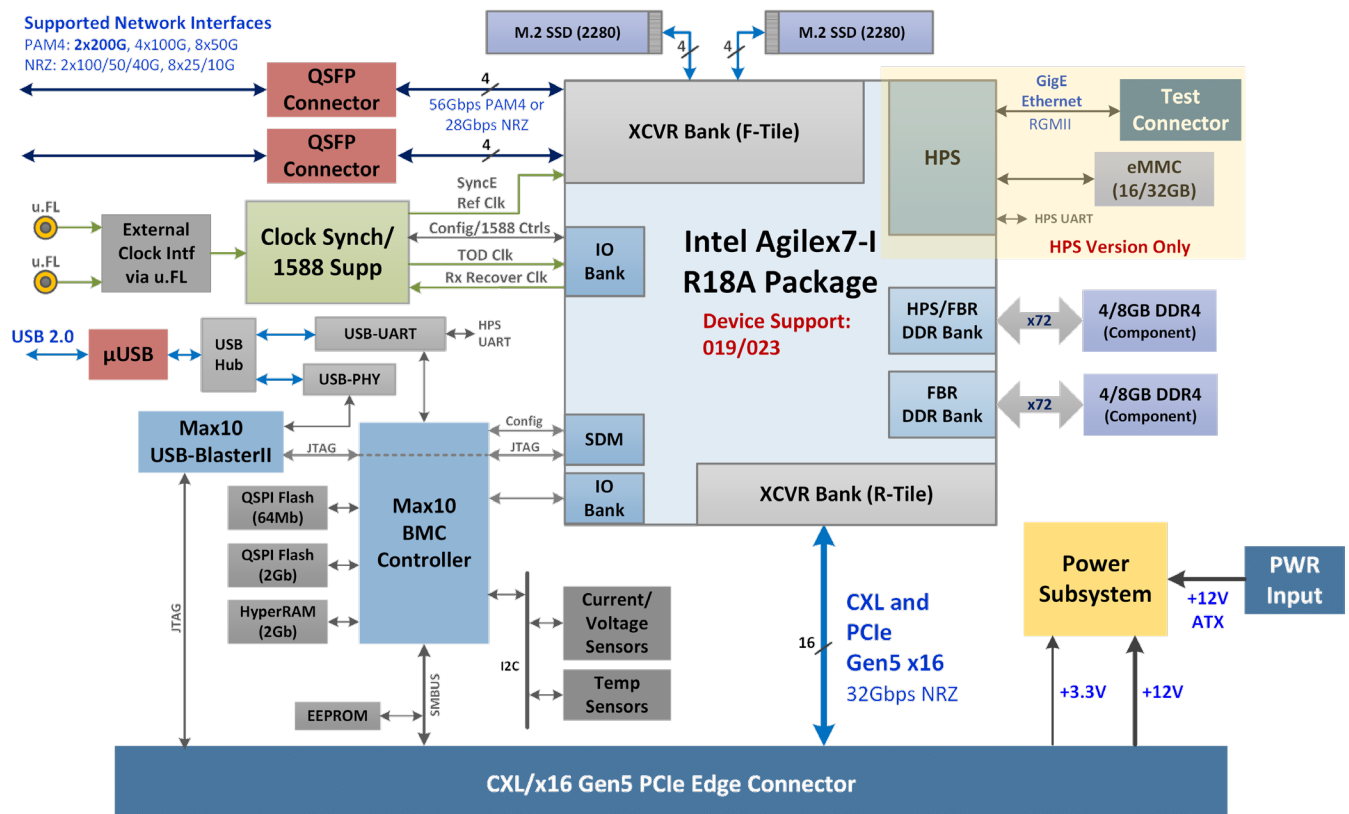 Supported Network Interfaces
PAM4: 2x200G, 4x100G, 8x50G
NRZ: 2x100/50/40G, 8x25/10G
M.2 SSD (2280)
M.2 SSD (2280)
4
4
QSFP
Connector
4
56Gbps PAM4 or
28Gbps NRZ
QSFP
Connector
4
XCVR Bank (F-Tile)
HPS
GigE
Ethernet
RGMII
Test
Connector
eMMC
(16/32GB)
HPS UART
HPS Version Only
u.FL
u.FL
External
Clock Intf
via u.FL
Clock Synch/
1588 Supp
SyncE
Ref Clk
Config/1588 Ctrls
TOD Clk
Rx Recover Clk
IO
Bank
Intel Agilex7-I
R18A Package
Device Support:
019/023
HPS/FBR
DDR Bank
x72
4/8GB DDR4
(Component)
FBR
DDR Bank
x72
4/8GB DDR4
(Component)
USB 2.0
µUSB
USB
Hub
USB-UART
HPS
UART
USB-PHY
Max10
USB-BlasterII
JTAG
Config
JTAG
SDM
IO
Bank
XCVR Bank (R-Tile)
QSPI Flash
(64Mb)
QSPI Flash
(2Gb)
HyperRAM
(2Gb)
Max10
BMC
Controller
JTAG
SMBUS
EEPROM
I2C
Current/
Voltage
Sensors
Temp
Sensors
16
CXL and
PCIe
Gen5 x16
32Gbps NRZ
Power
Subsystem
PWR
Input
+12V
ATX
+3.3V
+12V
CXL/x16 Gen5 PCIe Edge Connector